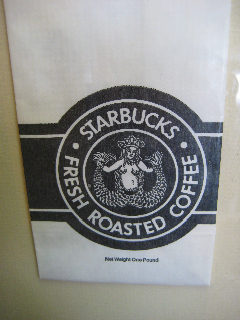 • STARBUCKS •
FRESH ROASTED COFFEE
Net Weight One Pound